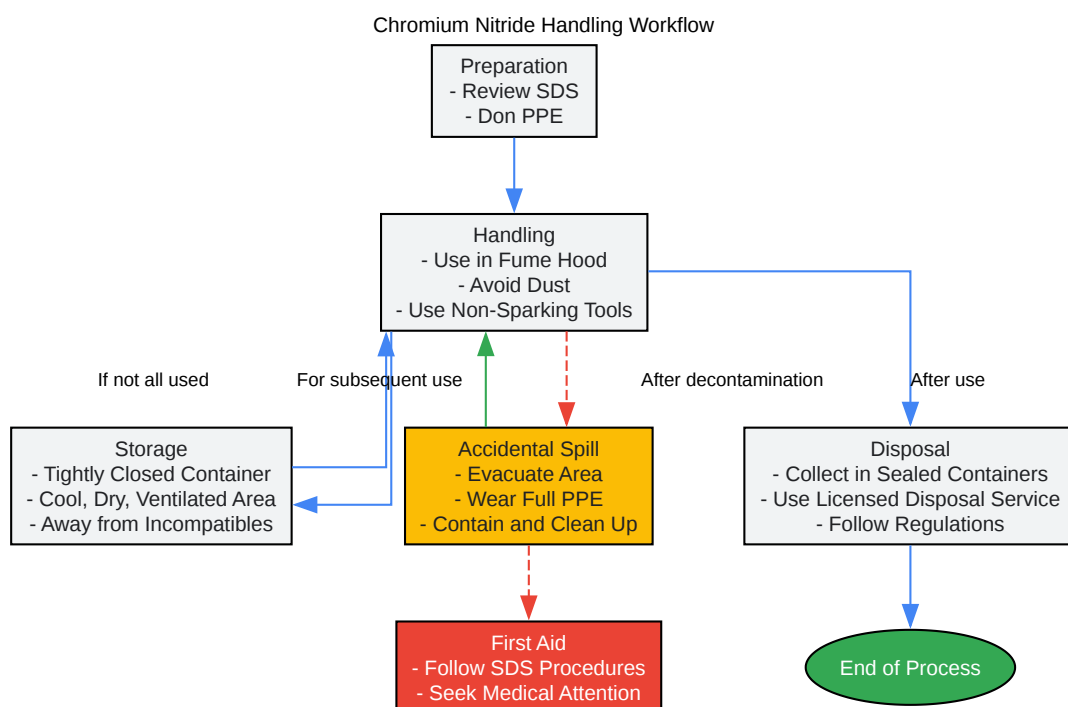 Chromium Nitride Handling Workflow
Preparation
- Review SDS
- Don PPE
Handling
- Use in Fume Hood
- Avoid Dust
- Use Non-Sparking Tools
If not all used
For subsequent use
After decontamination
After use
Storage
- Tightly Closed Container
- Cool, Dry, Ventilated Area
- Away from Incompatibles
Accidental Spill
- Evacuate Area
- Wear Full PPE
- Contain and Clean Up
Disposal
- Collect in Sealed Containers
- Use Licensed Disposal Service
- Follow Regulations
First Aid
- Follow SDS Procedures
- Seek Medical Attention
End of Process